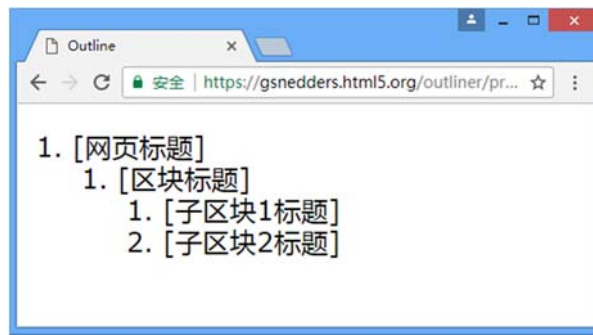 Outline
安全 | https://gsnedders.html5.org/outliner/pr...
1. [网页标题]
1. [区块标题]
1. [子区块1标题]
2. [子区块2标题]